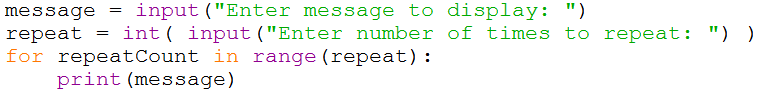 message = input("Enter message to display: ")
repeat = int( input("Enter number of times to repeat: ") )
for repeatCount in range(repeat):
    print(message)